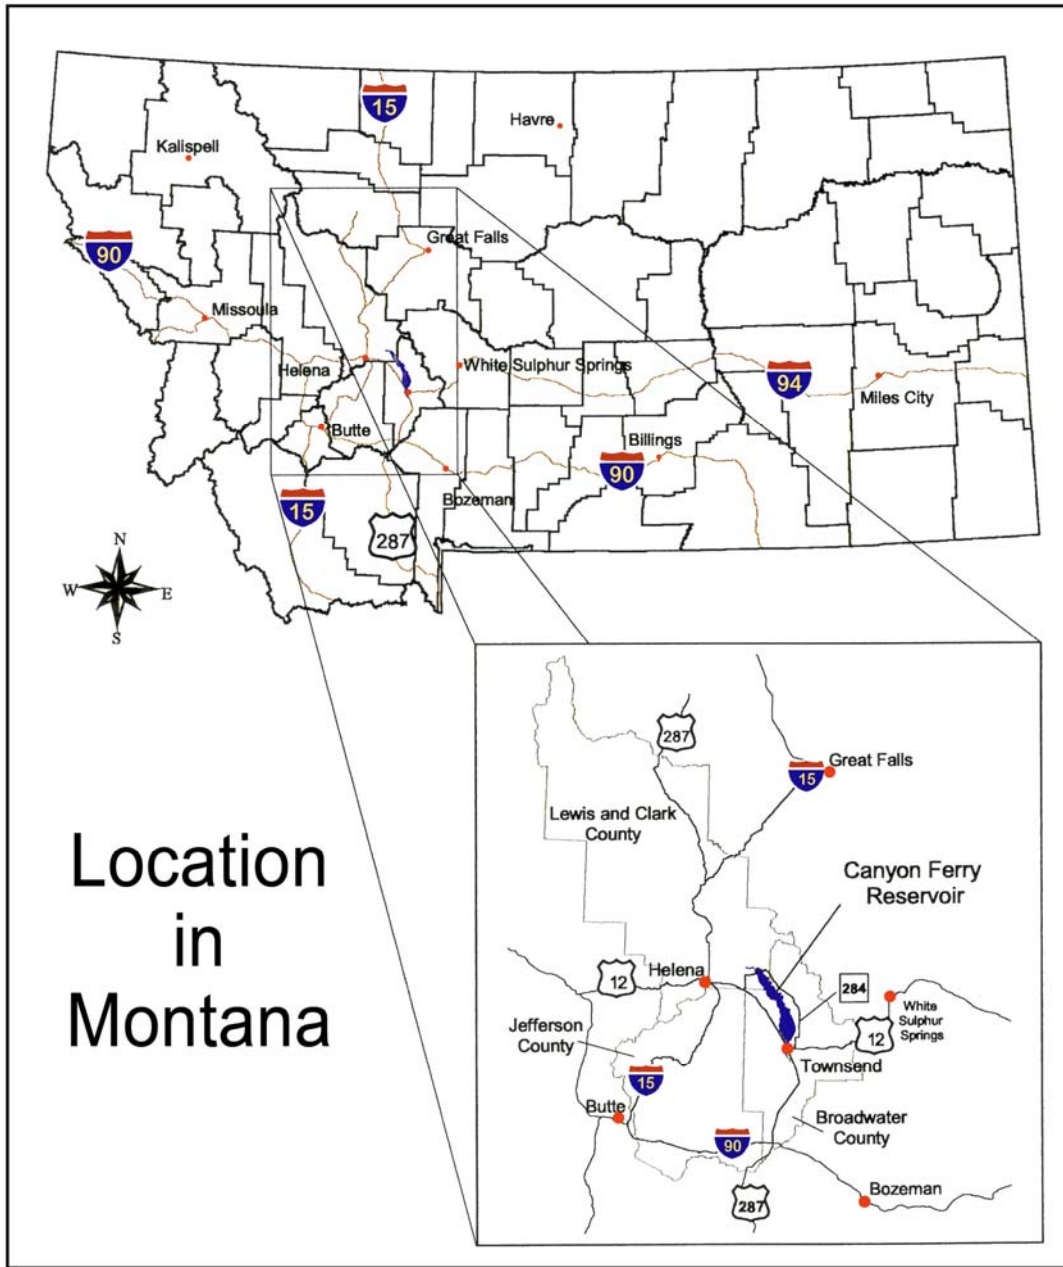 15
Havre
Kalispell
90
Great Falls
Missoula
Helena
White Sulphur Springs
94
Miles City
Butte
Billings
90
15
Bozeman
287
N
W
E
S
Location
in
Montana
287
15
Great Falls
Lewis and Clark
County
Canyon Ferry
Reservoir
12
Helena
284
White
Sulphur
Springs
Jefferson
County
12
Townsend
15
Butte
Broadwater
County
90
287
Bozeman